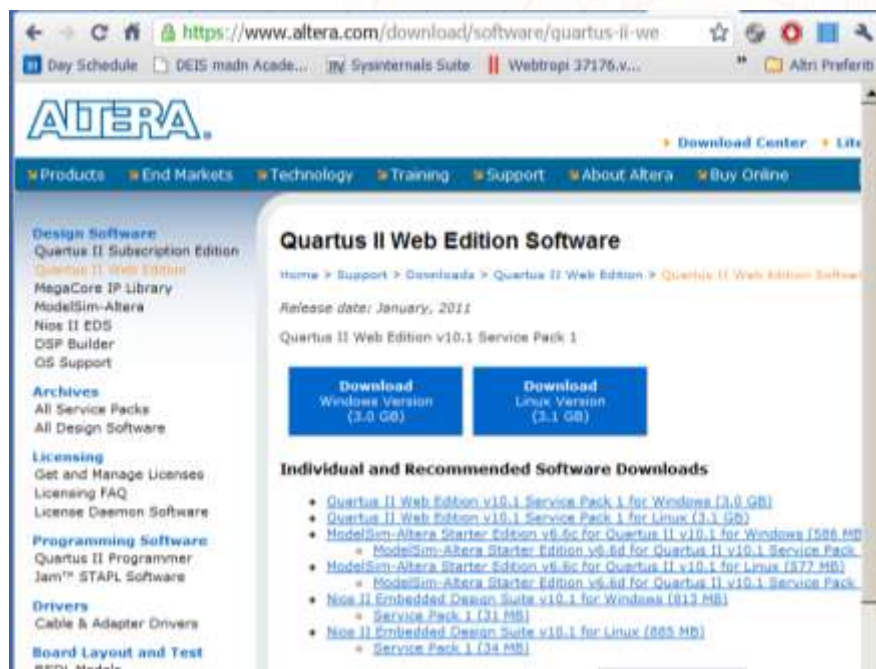 https://www.altera.com/download/software/quartus-ii-we
Day Schedule DEIS madn Acade... Sysinternals Suite Webtropi 37176.v... » Altri Preferiti
ALTERA.
Download Center Lite
Products End Markets Technology Training Support About Altera Buy Online
Design Software
Quartus II Subscription Edition
Quartus II Web Edition
MegaCore IP Library
ModelSim-Altera
Nios II EDS
DSP Builder
OS Support
Archives
All Service Packs
All Design Software
Licensing
Get and Manage Licenses
Licensing FAQ
License Daemon Software
Programming Software
Quartus II Programmer
Jam™ STAPL Software
Drivers
Cable & Adapter Drivers
Board Layout and Test
Quartus II Web Edition Software
Home > Support > Downloads > Quartus II Web Edition > Quartus II Web Edition Software
Release date: January, 2011
Quartus II Web Edition v10.1 Service Pack 1
Download
Windows Version
(3.0 GB)
Download
Linux Version
(3.1 GB)
Individual and Recommended Software Downloads
Quartus II Web Edition v10.1 Service Pack 1 for Windows (3.0 GB)
Quartus II Web Edition v10.1 Service Pack 1 for Linux (3.1 GB)
ModelSim-Altera Starter Edition v6.6c for Quartus II v10.1 for Windows (586 MB
ModelSim-Altera Starter Edition v6.6d for Quartus II v10.1 Service Pack
ModelSim-Altera Starter Edition v6.6c for Quartus II v10.1 for Linux (577 MB)
ModelSim-Altera Starter Edition v6.6d for Quartus II v10.1 Service Pack
Nios II Embedded Design Suite v10.1 for Windows (813 MB)
Service Pack 1 (31 MB)
Nios II Embedded Design Suite v10.1 for Linux (885 MB)
Service Pack 1 (34 MB)